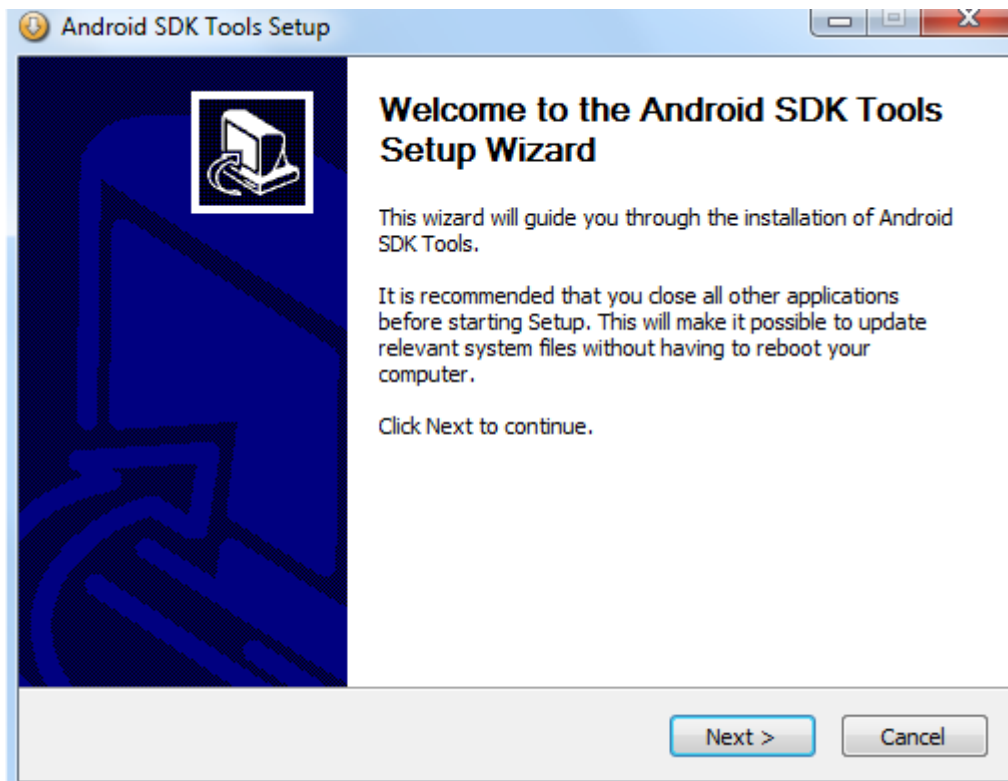 Android SDK Tools Setup
Welcome to the Android SDK Tools
Setup Wizard
This wizard will guide you through the installation of Android
SDK Tools.
It is recommended that you close all other applications
before starting Setup. This will make it possible to update
relevant system files without having to reboot your
computer.
Click Next to continue.
Next >
Cancel